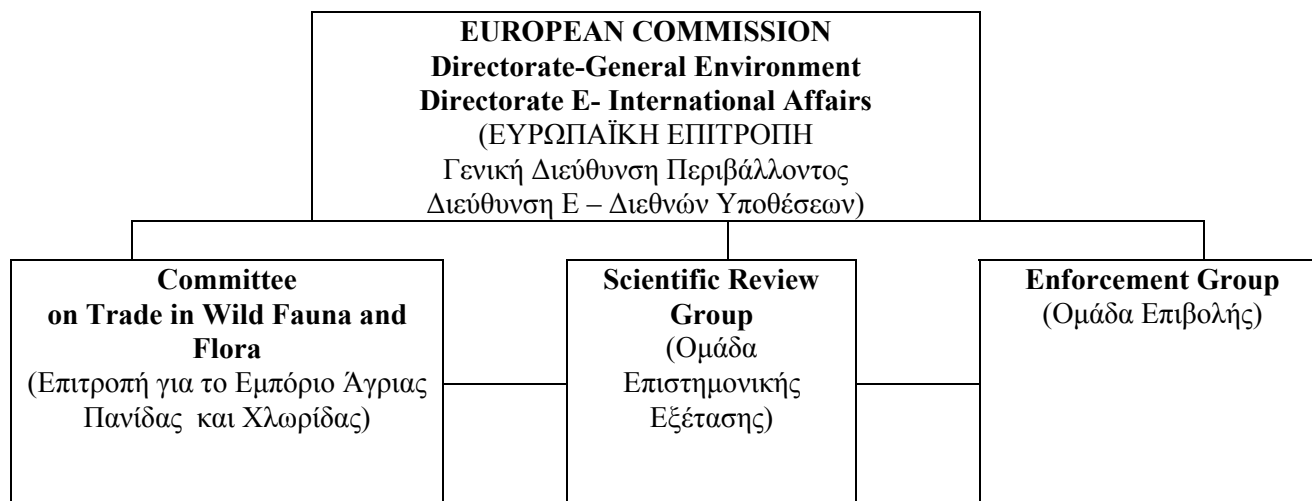 EUROPEAN COMMISSION
Directorate-General Environment
Directorate E- International Affairs
(ΕΥΡΩΠΑΪΚΗ ΕΠΙΤΡΟΠΗ
Γενική Διεύθυνση Περιβάλλοντος
Διεύθυνση Ε – Διεθνών Υποθέσεων)
Committee
on Trade in Wild Fauna and
Flora
(Επιτροπή για το Εμπόριο Άγριας
Πανίδας και Χλωρίδας)
Scientific Review
Group
(Ομάδα
Επιστημονικής
Εξέτασης)
Enforcement Group
(Ομάδα Επιβολής)